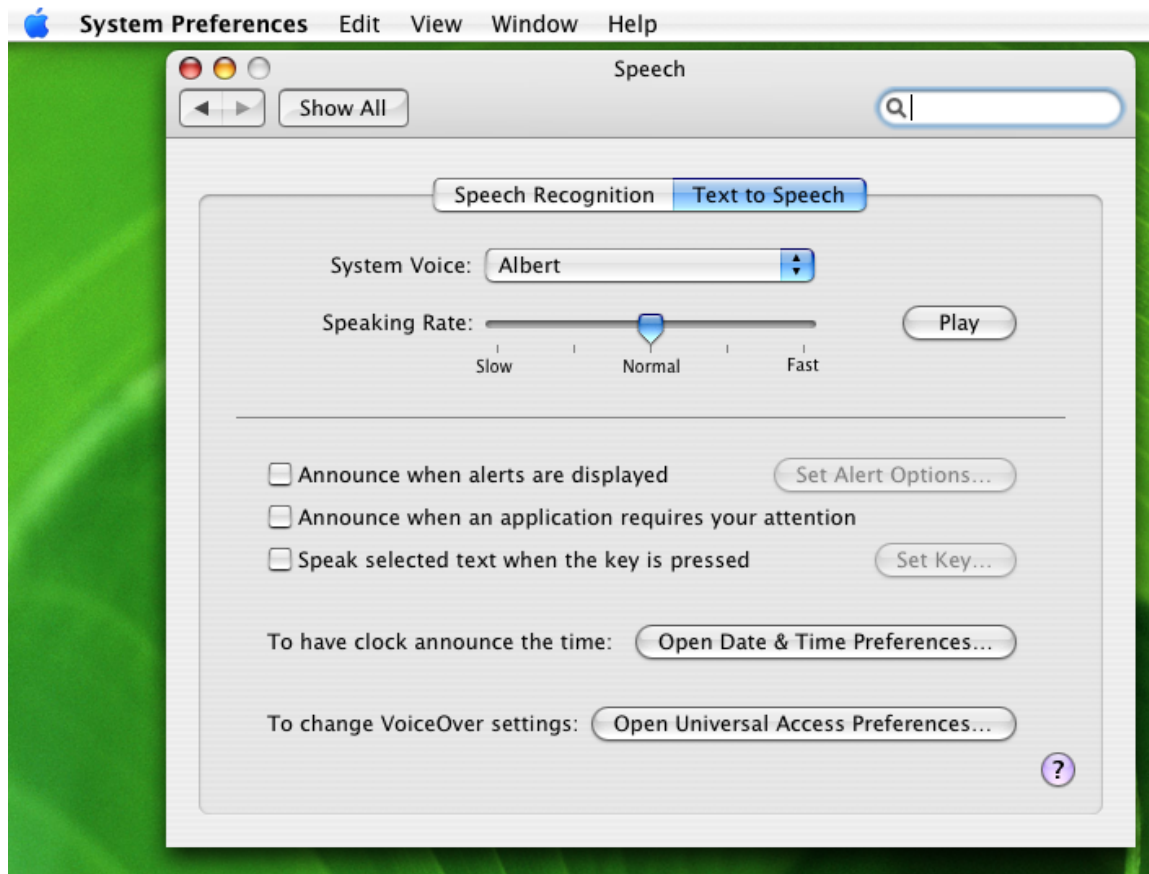 System Preferences Edit View Window Help
Speech
Show All
Speech Recognition Text to Speech
System Voice: Albert
Speaking Rate: Play
Slow Normal Fast
Announce when alerts are displayed Set Alert Options...
Announce when an application requires your attention
Speak selected text when the key is pressed Set Key...
To have clock announce the time: Open Date & Time Preferences...
To change VoiceOver settings: Open Universal Access Preferences...
?